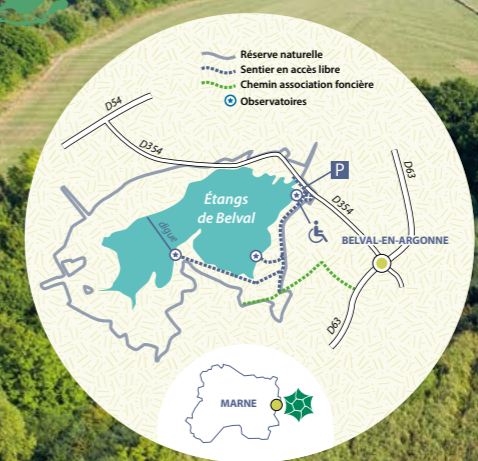 Réserve naturelle
Sentier en accès libre
Chemin association foncière
Observatoires
D54
D354
D63
P
Étangs
de Belval
D354
digue
BELVAL-EN-ARGONNE
D63
MARNE